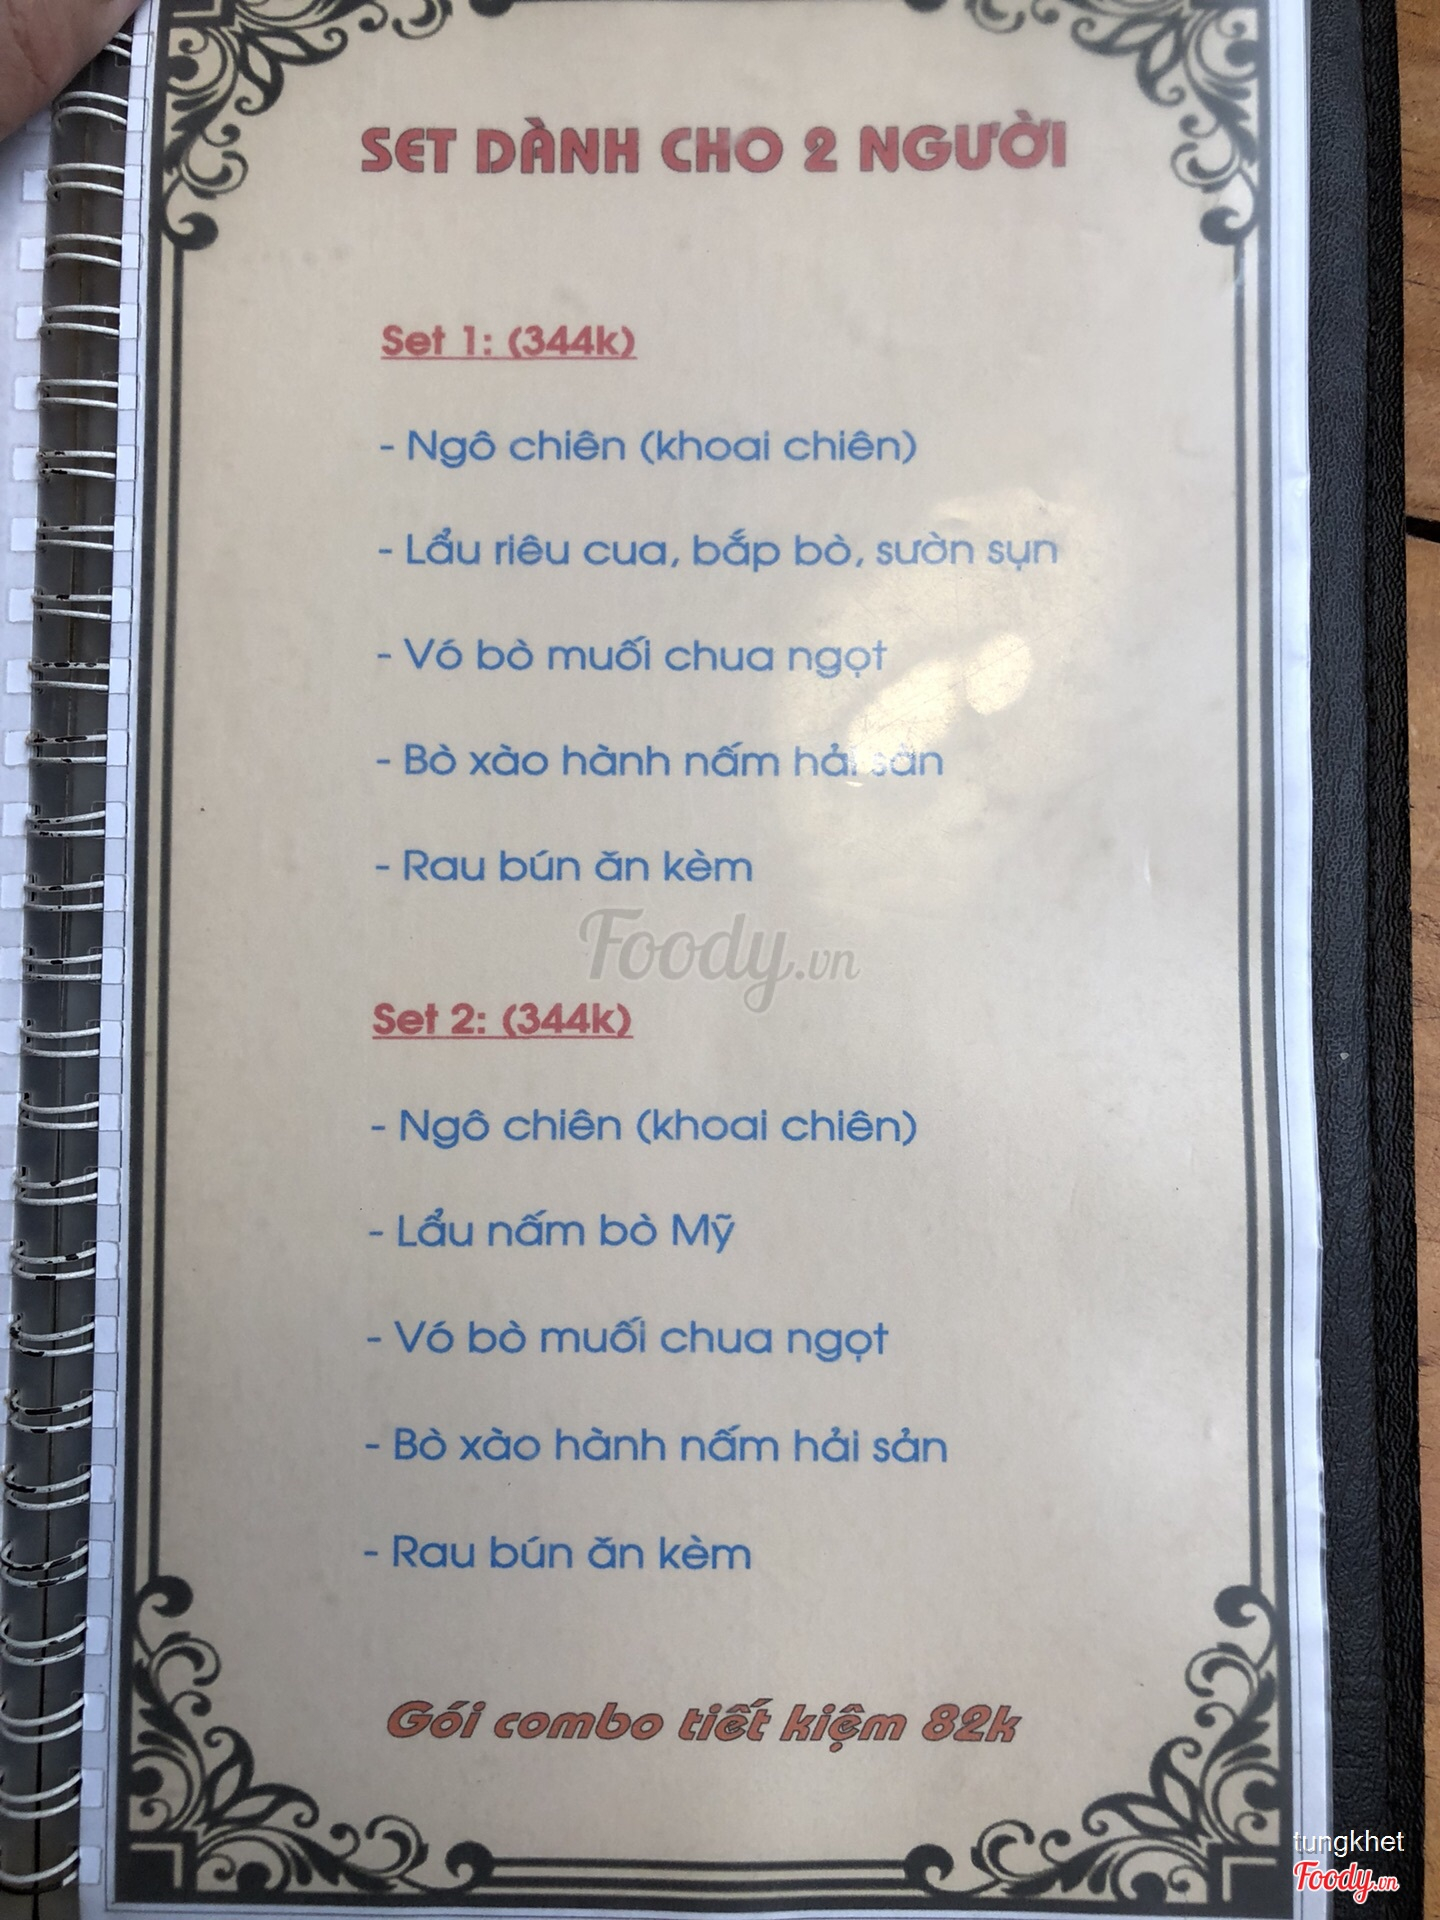 SET DÀNH CHO 2 NGƯỜI
Set 1: (344k)
- Ngô chiên (khoai chiên)
- Lẩu riêu cua, bắp bò, sườn sụn
- Vó bò muối chua ngọt
- Bò xào hành nấm hải sản
- Rau bún ăn kèm
Foody.vn
Set 2: (344k)
- Ngô chiên (khoai chiên)
- Lẩu nấm bò Mỹ
- Vó bò muối chua ngọt
- Bò xào hành nấm hải sản
- Rau bún ăn kèm
Gói combo tiết kiệm 82k
tungkhet
Foody.vn